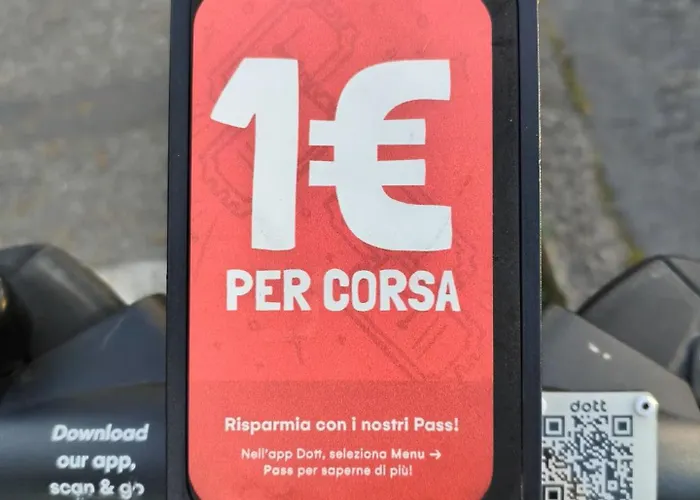 1€
PER CORSA
Risparmia con i nostri Pass!
Nell'app Dott, seleziona Menu →
Pass per saperne di più!
Download
our app,
scan & go
dott